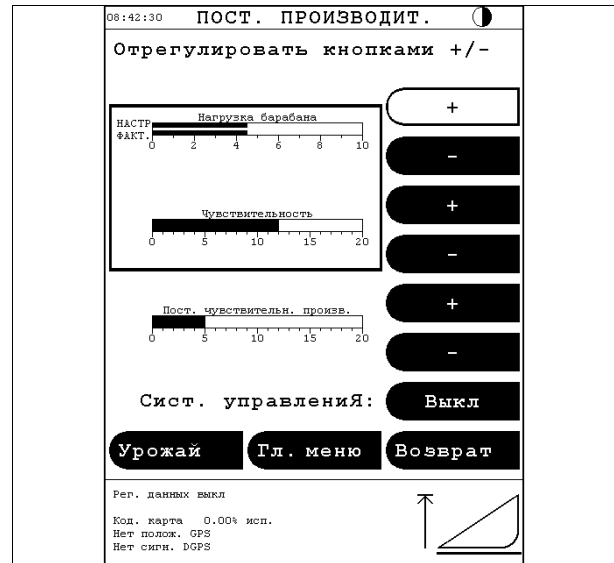 08:42:30 ПОСТ. ПРОИЗВОДИТ.
Отрегулировать кнопками +/-
+
Нагрузка барабана
НАСТР
ФАКТ.
0 2 4 6 8 10
-
+
Чувствительность
0 5 10 15 20
-
+
Пост. чувствительн. произв.
0 5 10 15 20
-
Сист. управлениЯ: Выкл
Урожай Гл. меню Возврат
Рег. данных выкл
Код. карта 0.00% исп.
Нет полож. GPS
Нет сигн. DGPS